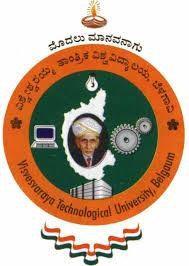 ಮೊದಲು ಮಾನವನಾಗು
ವಿಶ್ವೇಶ್ವರಯ್ಯ ತಾಂತ್ರಿಕ ವಿಶ್ವವಿದ್ಯಾಲಯ, ಬೆಳಗಾವಿ
Visvesvaraya Technological University, Belgaum